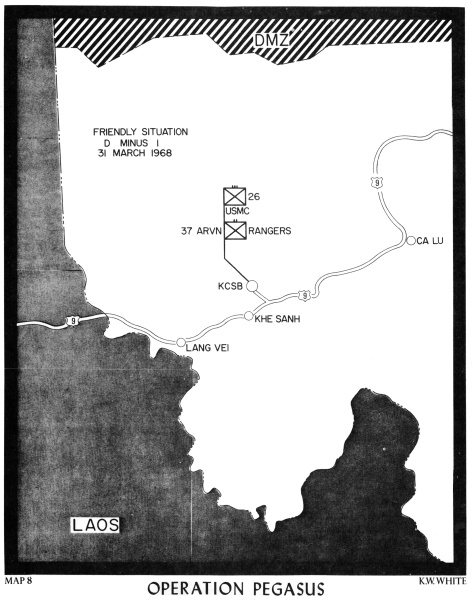 DMZ
FRIENDLY SITUATION
D MINUS 1
31 MARCH 1968
9
26
USMC
37 ARVN RANGERS
CA LU
KCSB
9
KHE SANH
9
LANG VEI
LAOS
MAP 8
K.W. WHITE
OPERATION PEGASUS